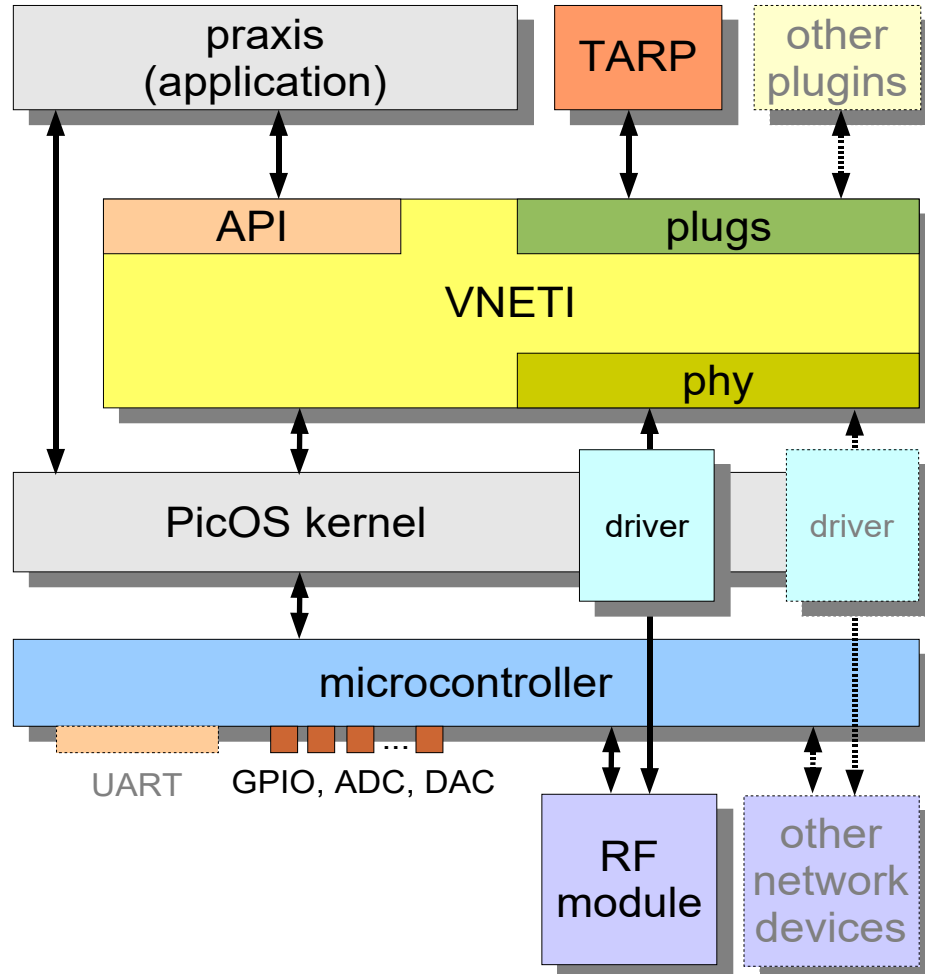 praxis
(application)
TARP
other
plugins
API
plugs
VNETI
phy
PicOS kernel
driver
driver
microcontroller
...
UART
GPIO, ADC, DAC
RF
module
other
network
devices